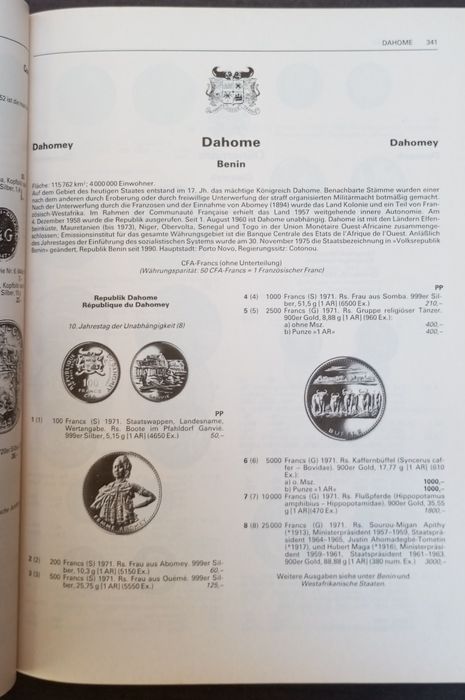 DAHOME 341
Dahomey
Dahome
Dahomey
Benin
Fläche: 115 762 km²; 4 000 000 Einwohner.
Auf dem Gebiet des heutigen Staates entstand im 17. Jh. das mächtige Königreich Dahome. Benachbarte Stämme wurden einer
nach dem anderen durch Eroberung oder durch freiwillige Unterwerfung der straff organisierten Militärmacht botmäßig gemacht.
Nach der Unterwerfung durch die Franzosen und der Einnahme von Abomey (1894) wurde das Land Kolonie und ein Teil von Fran-
zösisch-Westafrika. Im Rahmen der Communauté Française erhielt das Land 1957 weitgehende innere Autonomie. Am
4. Dezember 1958 wurde die Republik ausgerufen. Seit 1. August 1960 ist Dahome unabhängig. Dahome ist mit den Ländern Elfen-
beinküste, Mauretanien (bis 1973), Niger, Obervolta, Senegal und Togo in der Union Monétaire Ouest-Africaine zusammenge-
schlossen; Emissionsinstitut für das gesamte Währungsgebiet ist die Banque Centrale des Etats de l'Afrique de l'Ouest. Anläßlich
des Jahrestages der Einführung des sozialistischen Systems wurde am 30. November 1975 die Staatsbezeichnung in »Volksrepublik
Benin« geändert, Republik Benin seit 1990. Hauptstadt: Porto Novo, Regierungssitz: Cotonou.
CFA-Francs (ohne Unterteilung)
(Währungsparität: 50 CFA-Francs = 1 Französischer Franc)
Republik Dahome
République du Dahomey
10. Jahrestag der Unabhängigkeit (8)
PP
1 (1) 100 Francs (S) 1971. Staatswappen, Landesname,
Wertangabe. Rs. Boote im Pfahldorf Ganvié.
999er Silber, 5,15 g [1 AR] (4650 Ex.) 50,–
2 (2) 200 Francs (S) 1971. Rs. Frau aus Abomey. 999er Sil-
ber, 10,3 g [1 AR] (5150 Ex.) 60,–
3 (3) 500 Francs (S) 1971. Rs. Frau aus Ouémé. 999er Sil-
ber, 25,75 g [1 AR] (5550 Ex.) 125,–
PP
4 (4) 1000 Francs (S) 1971. Rs. Frau aus Somba. 999er Sil-
ber, 51,5 g [1 AR] (6500 Ex.) 210,–
5 (5) 2500 Francs (G) 1971. Rs. Gruppe religiöser Tänzer.
900er Gold, 8,88 g [1 AR] (960 Ex.):
a) ohne Msz. 400,–
b) Punze »1 AR« 400,–
BUFFLE
6 (6) 5000 Francs (G) 1971. Rs. Kaffernbüffel (Syncerus caf-
fer – Bovidae). 900er Gold, 17,77 g [1 AR] (610
Ex.):
a) o. Msz. 1000,–
b) Punze »1 AR« 1000,–
7 (7) 10000 Francs (G) 1971. Rs. Flußpferde (Hippopotamus
amphibius – Hippopotamidae). 900er Gold, 35,55
g [1 AR] (470 Ex.) 1800,–
8 (8) 25000 Francs (G) 1971. Rs. Sourou-Migan Apithy
(*1913), Ministerpräsident 1957–1959, Staatsprä-
sident 1964–1965, Justin Ahomadegbe-Tometin
(*1917), und Hubert Maga (*1916), Ministerpräsi-
dent 1959–1961, Staatspräsident 1961–1963.
900er Gold, 88,88 g [1 AR] (380 num. Ex.) 3000,–
Weitere Ausgaben siehe unter Benin und
Westafrikanische Staaten.